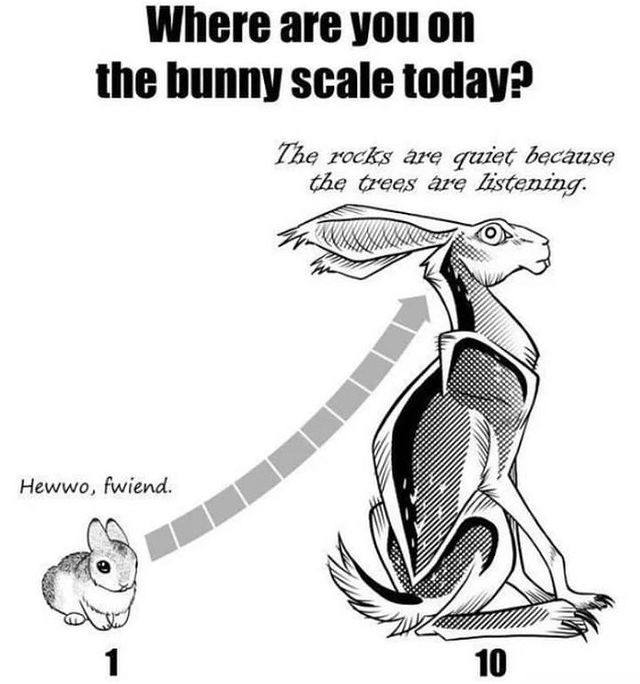 Where are you on
the bunny scale today?
The rocks are quiet because
the trees are listening.
Hewwo, fwiend.
1
10